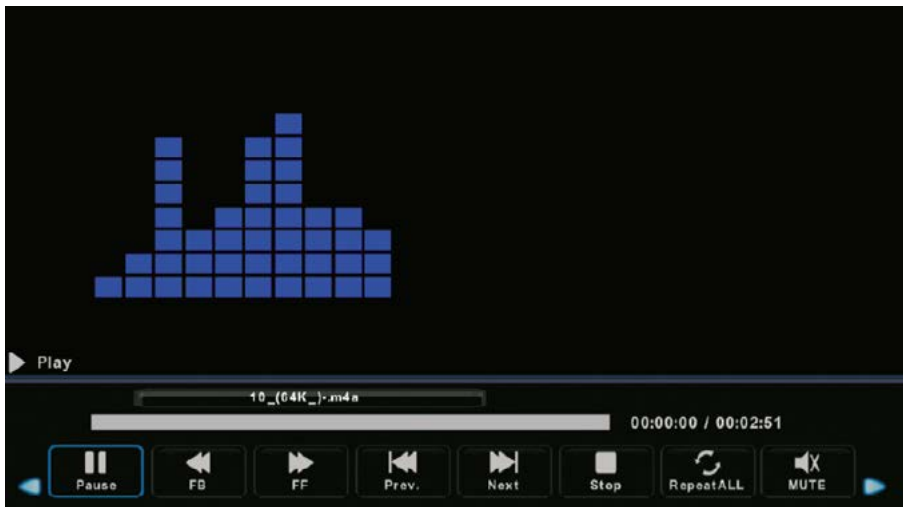 Play
10_(64K_)-.m4a
00:00:00 / 00:02:51
Pause FB FF Prev. Next Stop RepeatALL MUTE